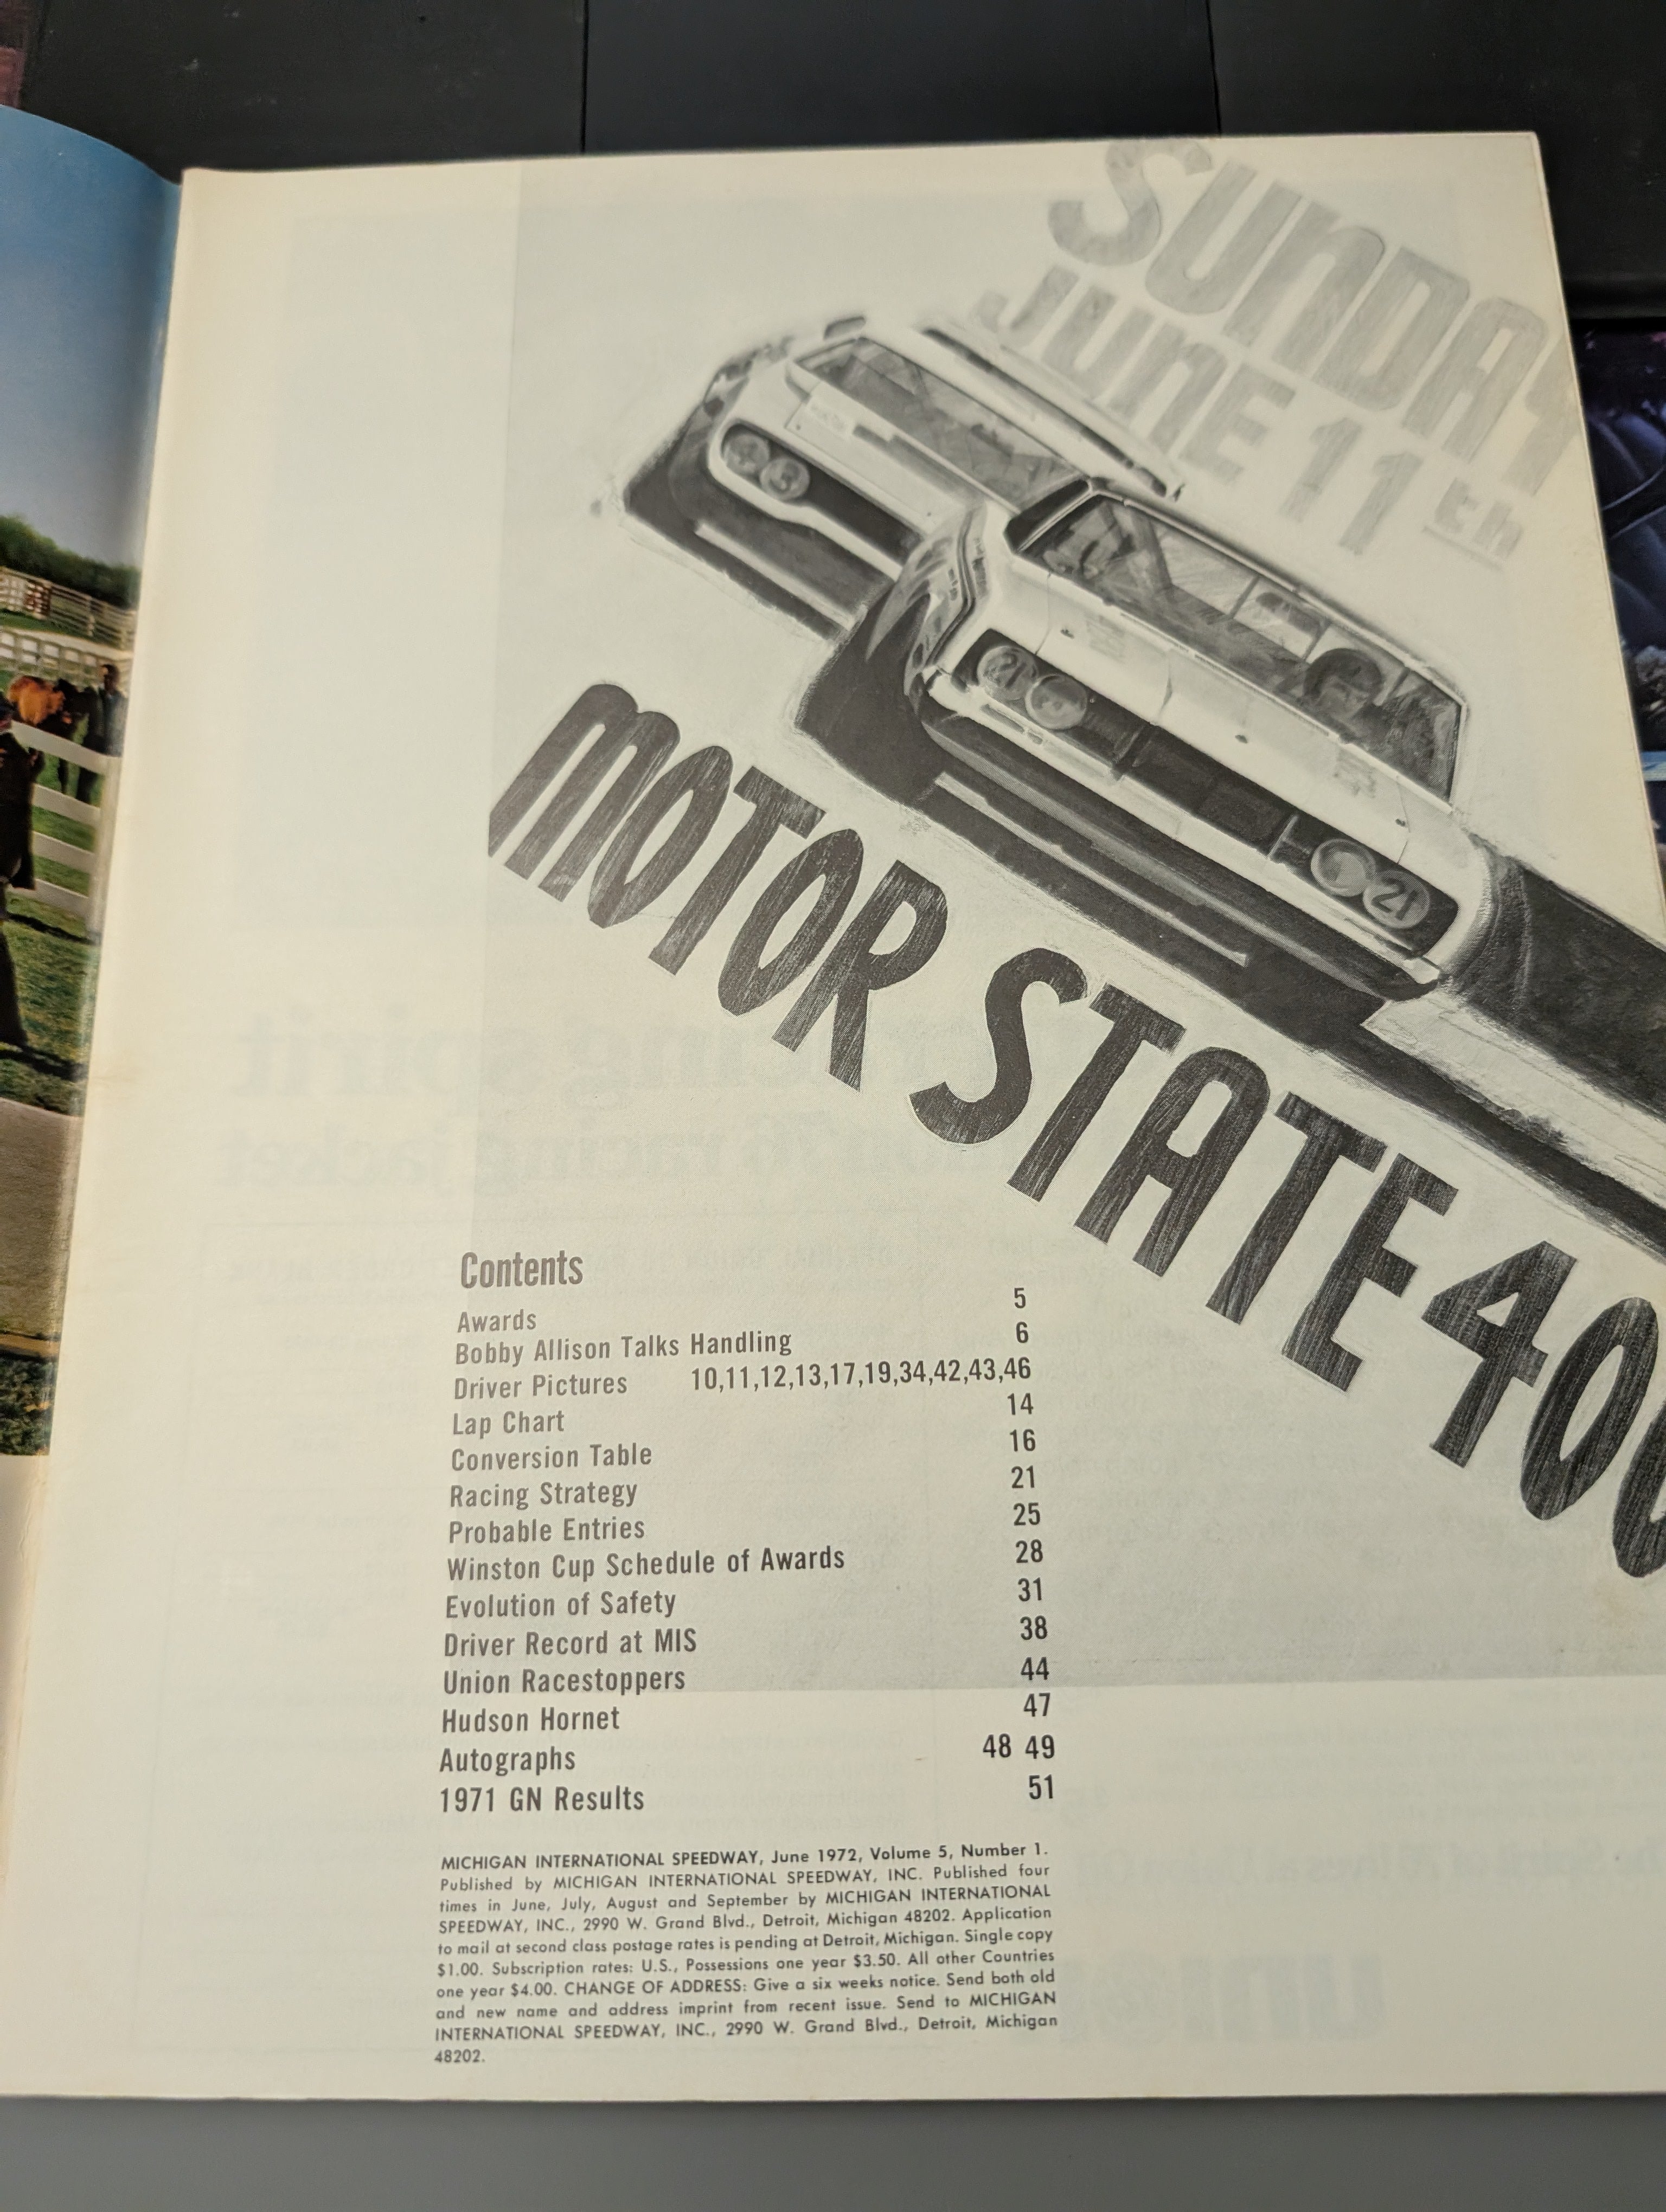 SUNDAY
JUNE 11th
21
21
MOTOR STATE 400
Contents
Awards 5
Bobby Allison Talks Handling 6
Driver Pictures 10,11,12,13,17,19,34,42,43,46
Lap Chart 14
Conversion Table 16
Racing Strategy 21
Probable Entries 25
Winston Cup Schedule of Awards 28
Evolution of Safety 31
Driver Record at MIS 38
Union Racestoppers 44
Hudson Hornet 47
Autographs 48 49
1971 GN Results 51
MICHIGAN INTERNATIONAL SPEEDWAY, June 1972, Volume 5, Number 1.
Published by MICHIGAN INTERNATIONAL SPEEDWAY, INC. Published four
times in June, July, August and September by MICHIGAN INTERNATIONAL
SPEEDWAY, INC., 2990 W. Grand Blvd., Detroit, Michigan 48202. Application
to mail at second class postage rates is pending at Detroit, Michigan. Single copy
$1.00. Subscription rates: U.S., Possessions one year $3.50. All other Countries
one year $4.00. CHANGE OF ADDRESS: Give a six weeks notice. Send both old
and new name and address imprint from recent issue. Send to MICHIGAN
INTERNATIONAL SPEEDWAY, INC., 2990 W. Grand Blvd., Detroit, Michigan
48202.